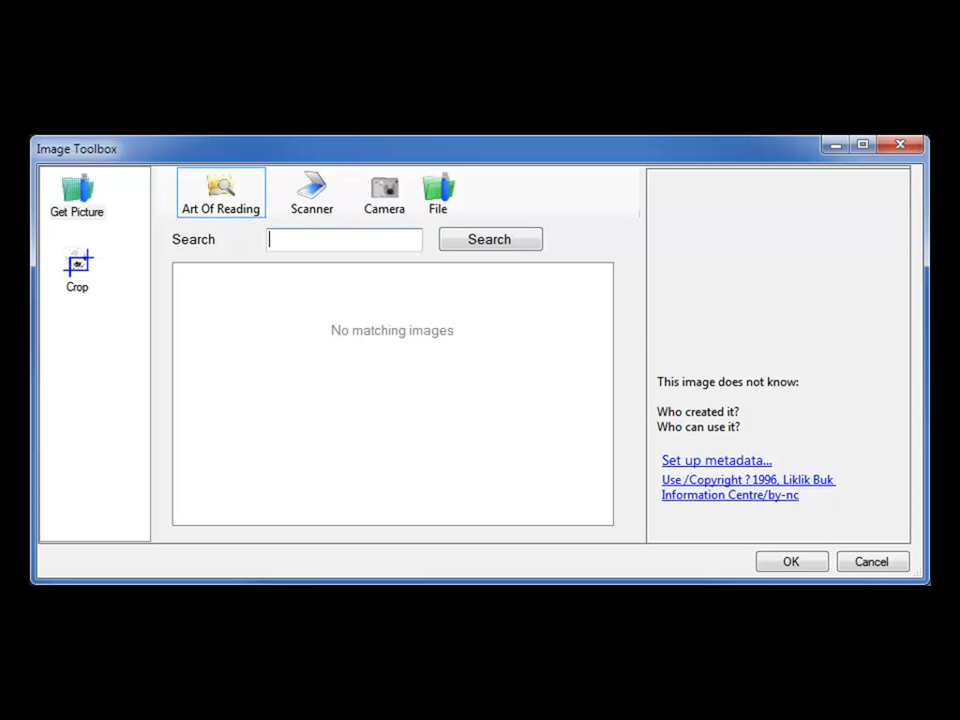 Image Toolbox
Get Picture
Crop
Art Of Reading
Scanner
Camera
File
Search
Search
No matching images
This image does not know:
Who created it?
Who can use it?
Set up metadata...
Use /Copyright ? 1996, Liklik Buk
Information Centre/by-nc
OK
Cancel